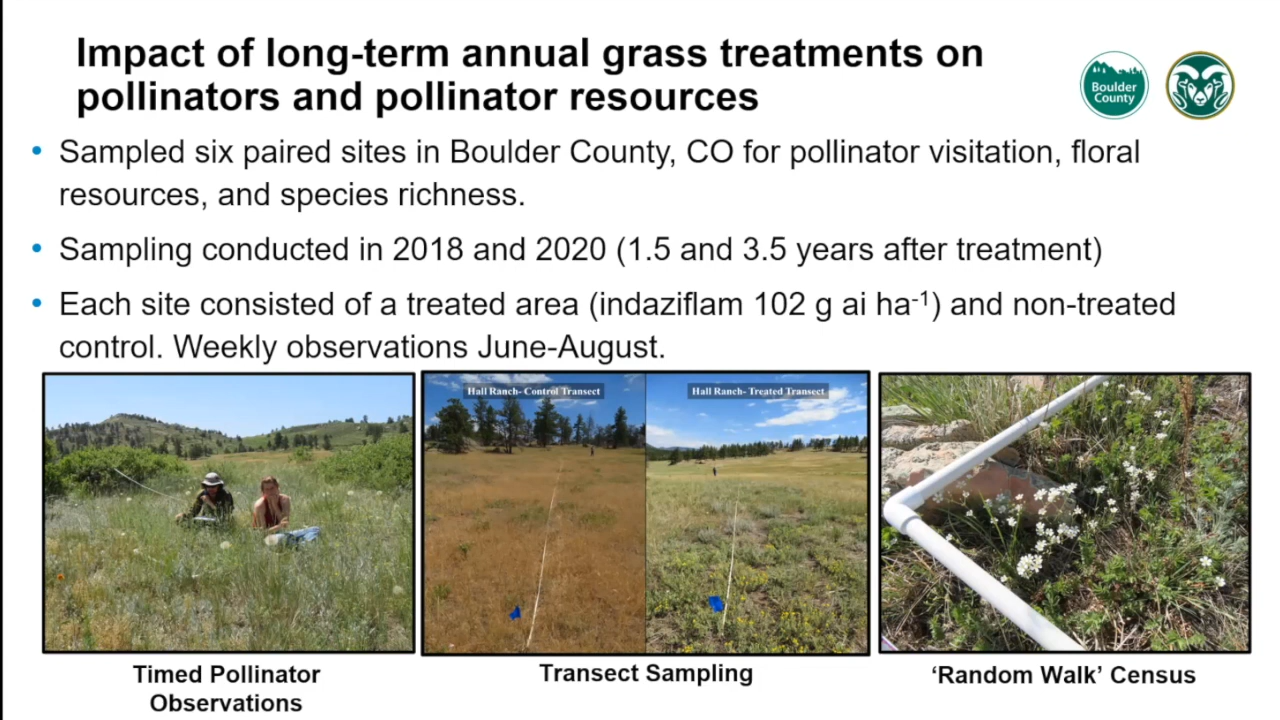 Impact of long-term annual grass treatments on
pollinators and pollinator resources
Boulder
County
• Sampled six paired sites in Boulder County, CO for pollinator visitation, floral
resources, and species richness.
• Sampling conducted in 2018 and 2020 (1.5 and 3.5 years after treatment)
• Each site consisted of a treated area (indaziflam 102 g ai ha⁻¹) and non-treated
control. Weekly observations June-August.
Hall Ranch- Control Transect
Hall Ranch- Treated Transect
Timed Pollinator
Observations
Transect Sampling
‘Random Walk’ Census